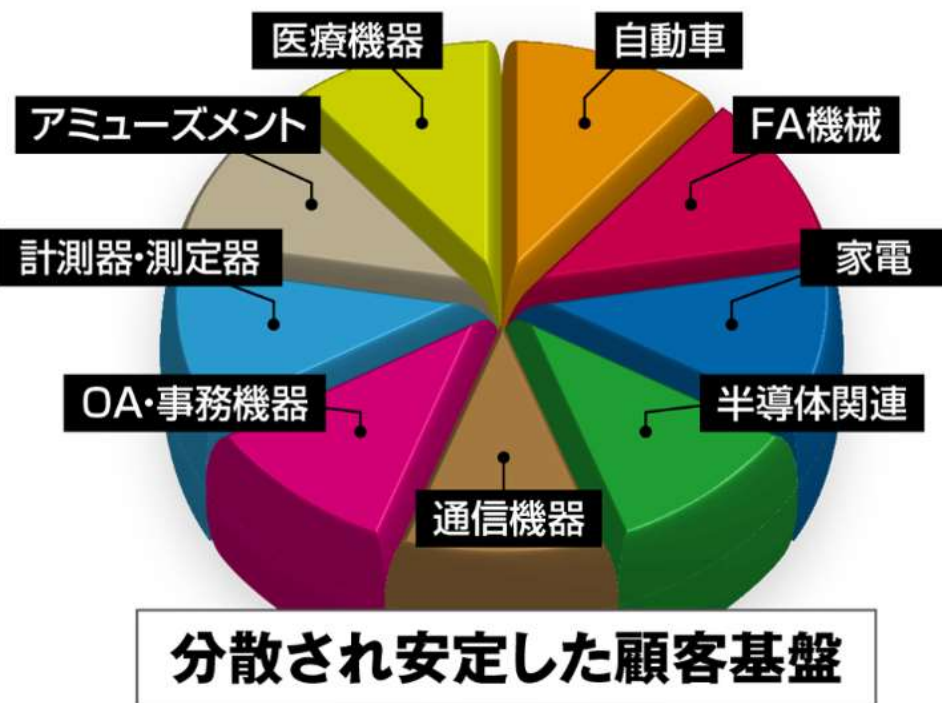 医療機器
自動車
アミューズメント
FA機械
計測器・測定器
家電
OA・事務機器
半導体関連
通信機器
分散され安定した顧客基盤